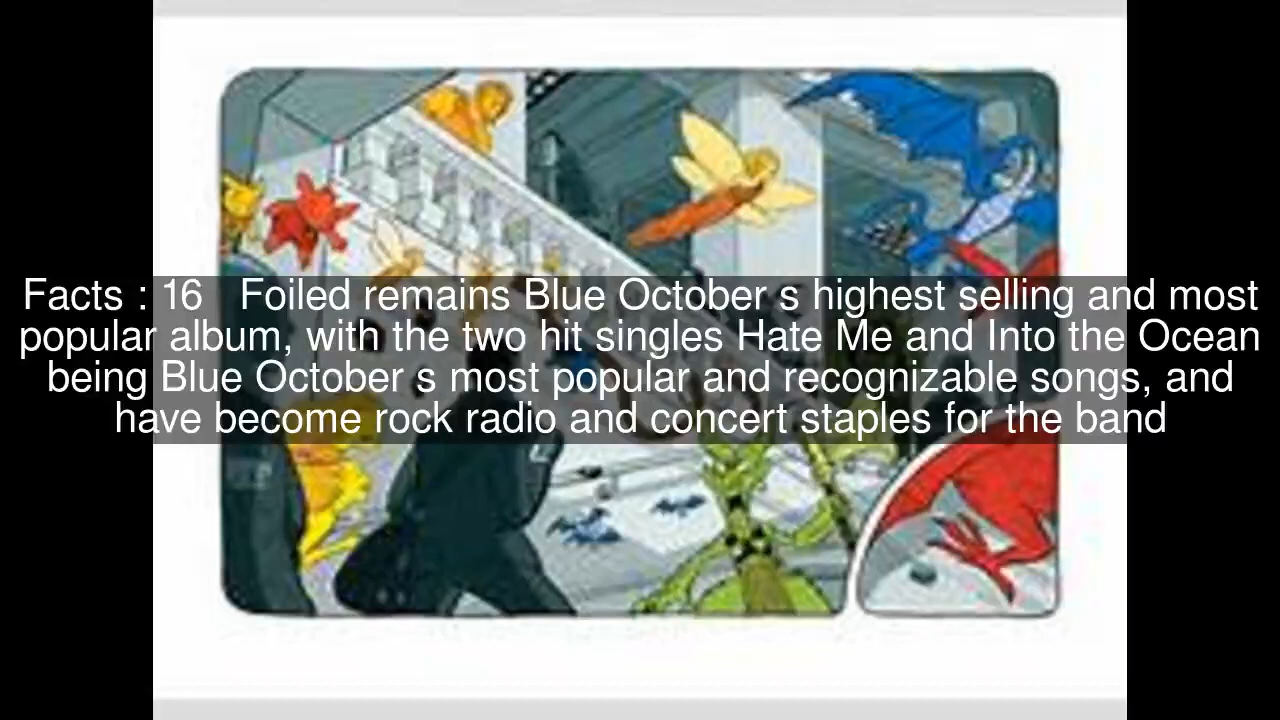 Facts : 16   Foiled remains Blue October s highest selling and most
popular album, with the two hit singles Hate Me and Into the Ocean
being Blue October s most popular and recognizable songs, and
have become rock radio and concert staples for the band